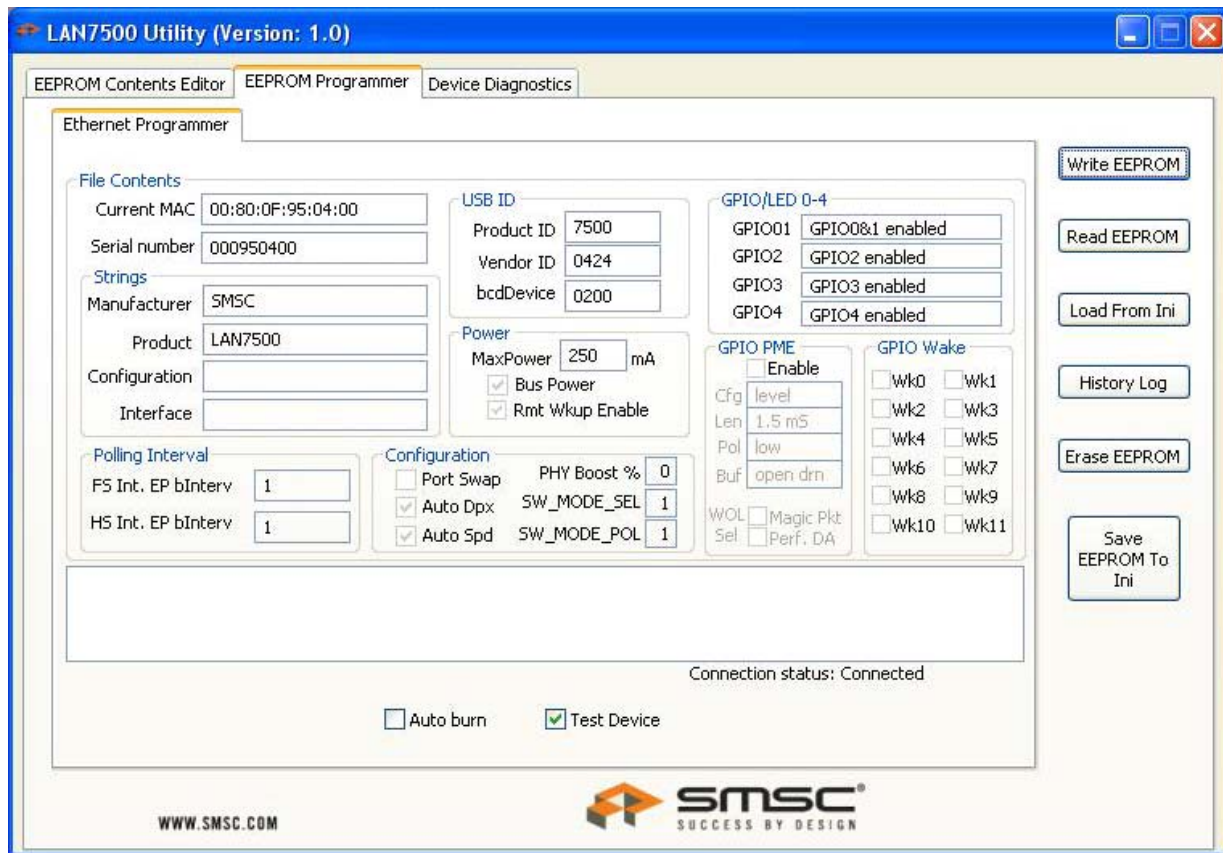 LAN7500 Utility (Version: 1.0)
EEPROM Contents Editor EEPROM Programmer Device Diagnostics
Ethernet Programmer
File Contents
Current MAC 00:80:0F:95:04:00
Serial number 000950400
Strings
Manufacturer SMSC
Product LAN7500
Configuration
Interface
USB ID
Product ID 7500
Vendor ID 0424
bcdDevice 0200
Power
MaxPower 250 mA
Bus Power
Rmt Wkup Enable
GPIO/LED 0-4
GPIO01 GPIO0&1 enabled
GPIO2 GPIO2 enabled
GPIO3 GPIO3 enabled
GPIO4 GPIO4 enabled
Polling Interval
FS Int. EP bInterv 1
HS Int. EP bInterv 1
Configuration
Port Swap PHY Boost % 0
Auto Dpx SW_MODE_SEL 1
Auto Spd SW_MODE_POL 1
GPIO PME
Enable
Cfg level
Len 1.5 mS
Pol low
Buf open drn
WOL Magic Pkt
Sel Perf. DA
GPIO Wake
Wk0 Wk1
Wk2 Wk3
Wk4 Wk5
Wk6 Wk7
Wk8 Wk9
Wk10 Wk11
Write EEPROM
Read EEPROM
Load From Ini
History Log
Erase EEPROM
Save
EEPROM To
Ini
Connection status: Connected
Auto burn Test Device
WWW.SMSC.COM
smsc®
SUCCESS BY DESIGN